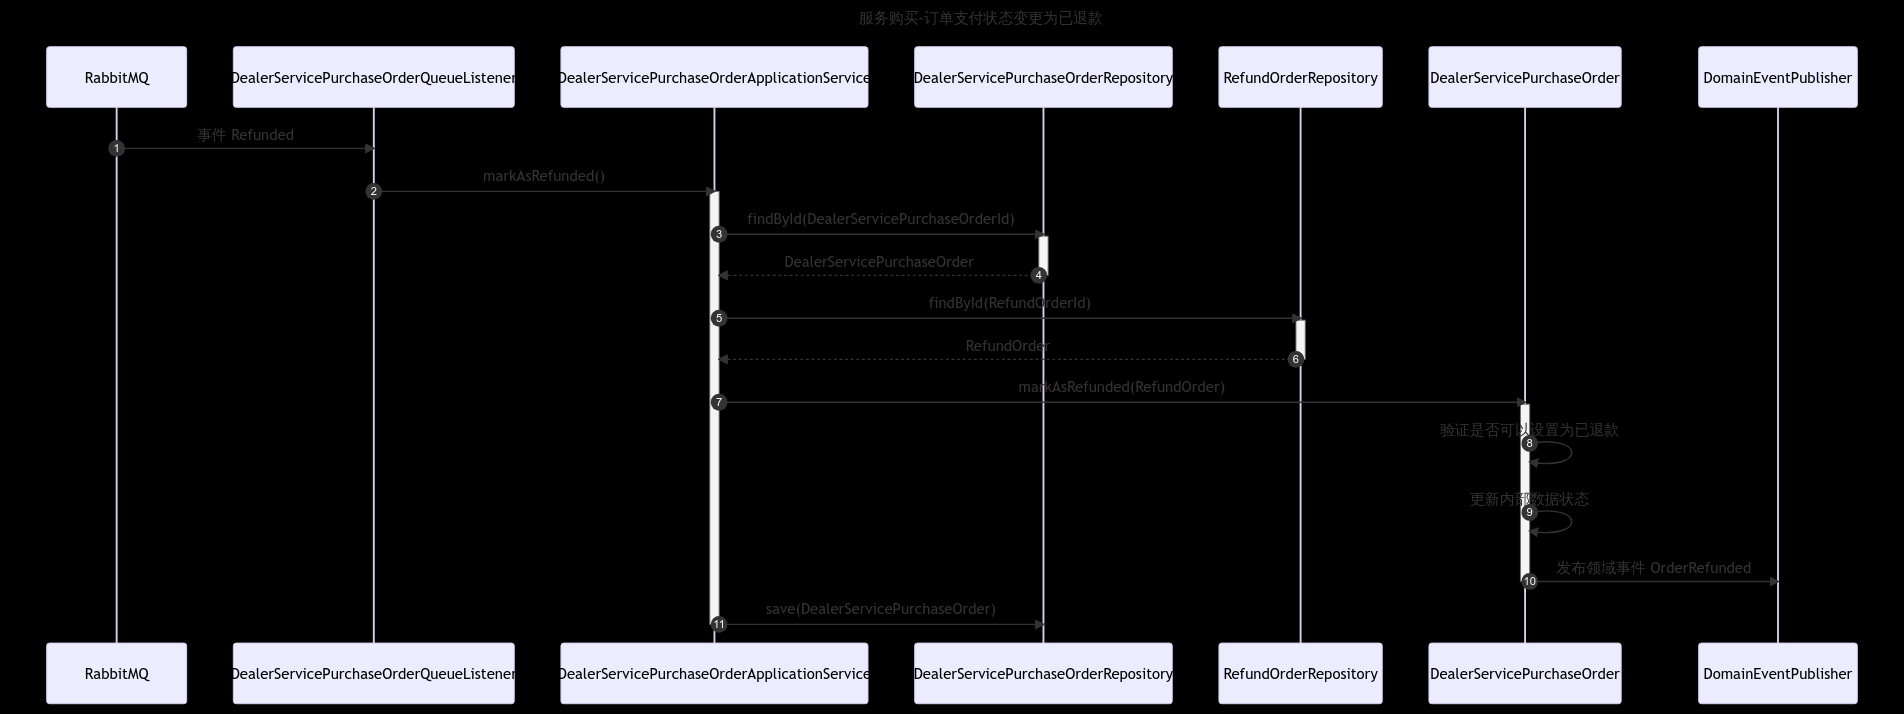 服务购买-订单支付状态变更为已退款
RabbitMQ
DealerServicePurchaseOrderQueueListener
DealerServicePurchaseOrderApplicationService
DealerServicePurchaseOrderRepository
RefundOrderRepository
DealerServicePurchaseOrder
DomainEventPublisher
事件 Refunded
1
markAsRefunded()
2
findById(DealerServicePurchaseOrderId)
3
DealerServicePurchaseOrder
4
findById(RefundOrderId)
5
RefundOrder
6
markAsRefunded(RefundOrder)
7
验证是否可以设置为已退款
8
更新内部数据状态
9
发布领域事件 OrderRefunded
10
save(DealerServicePurchaseOrder)
11
RabbitMQ
DealerServicePurchaseOrderQueueListener
DealerServicePurchaseOrderApplicationService
DealerServicePurchaseOrderRepository
RefundOrderRepository
DealerServicePurchaseOrder
DomainEventPublisher